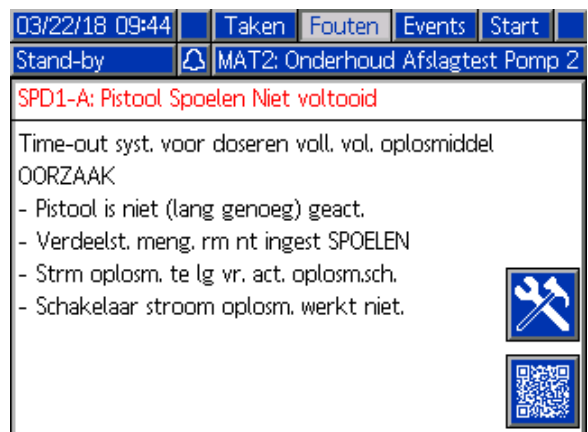 03/22/18 09:44 Taken Fouten Events Start
Stand-by MAT2: Onderhoud Afslagtest Pomp 2
SPD1-A: Pistool Spoelen Niet voltooid
Time-out syst. voor doseren voll. vol. oplosmiddel
OORZAAK
- Pistool is niet (lang genoeg) geact.
- Verdeelst. meng. rm nt ingest SPOELEN
- Strm oplosm. te lg vr. act. oplosm.sch.
- Schakelaar stroom oplosm. werkt niet.